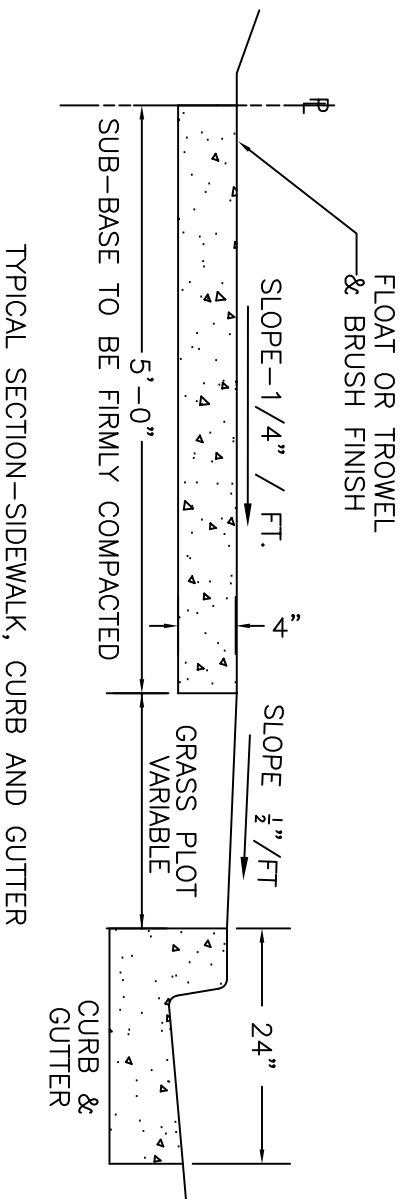 FLOAT OR TROWEL
& BRUSH FINISH
PL
SLOPE-1/4" / FT.
4"
SLOPE ½"/FT
24"
5'-0"
SUB-BASE TO BE FIRMLY COMPACTED
GRASS PLOT
VARIABLE
CURB &
GUTTER
TYPICAL SECTION-SIDEWALK, CURB AND GUTTER